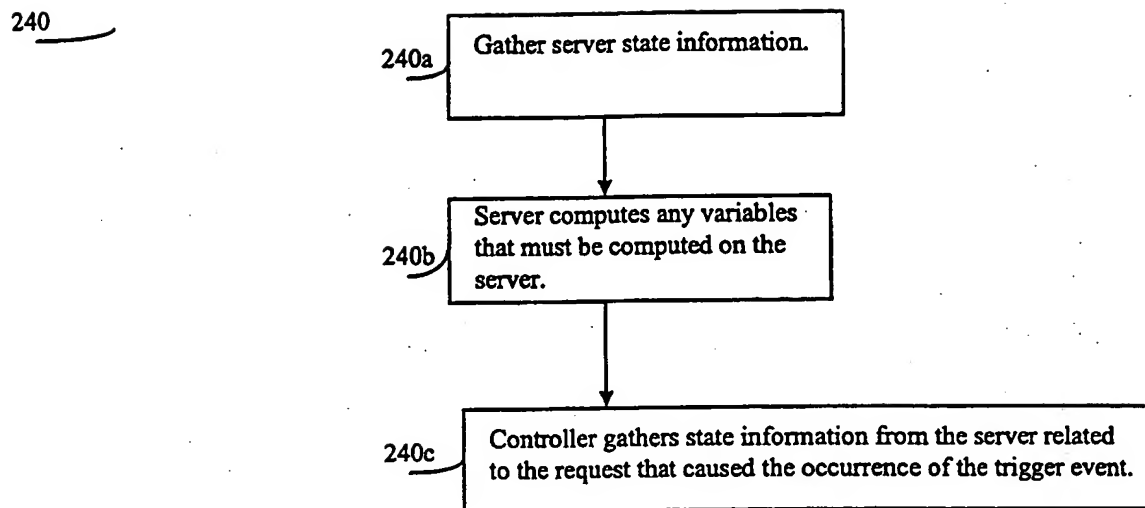 240
240a
Gather server state information.
240b
Server computes any variables
that must be computed on the
server.
240c
Controller gathers state information from the server related
to the request that caused the occurrence of the trigger event.